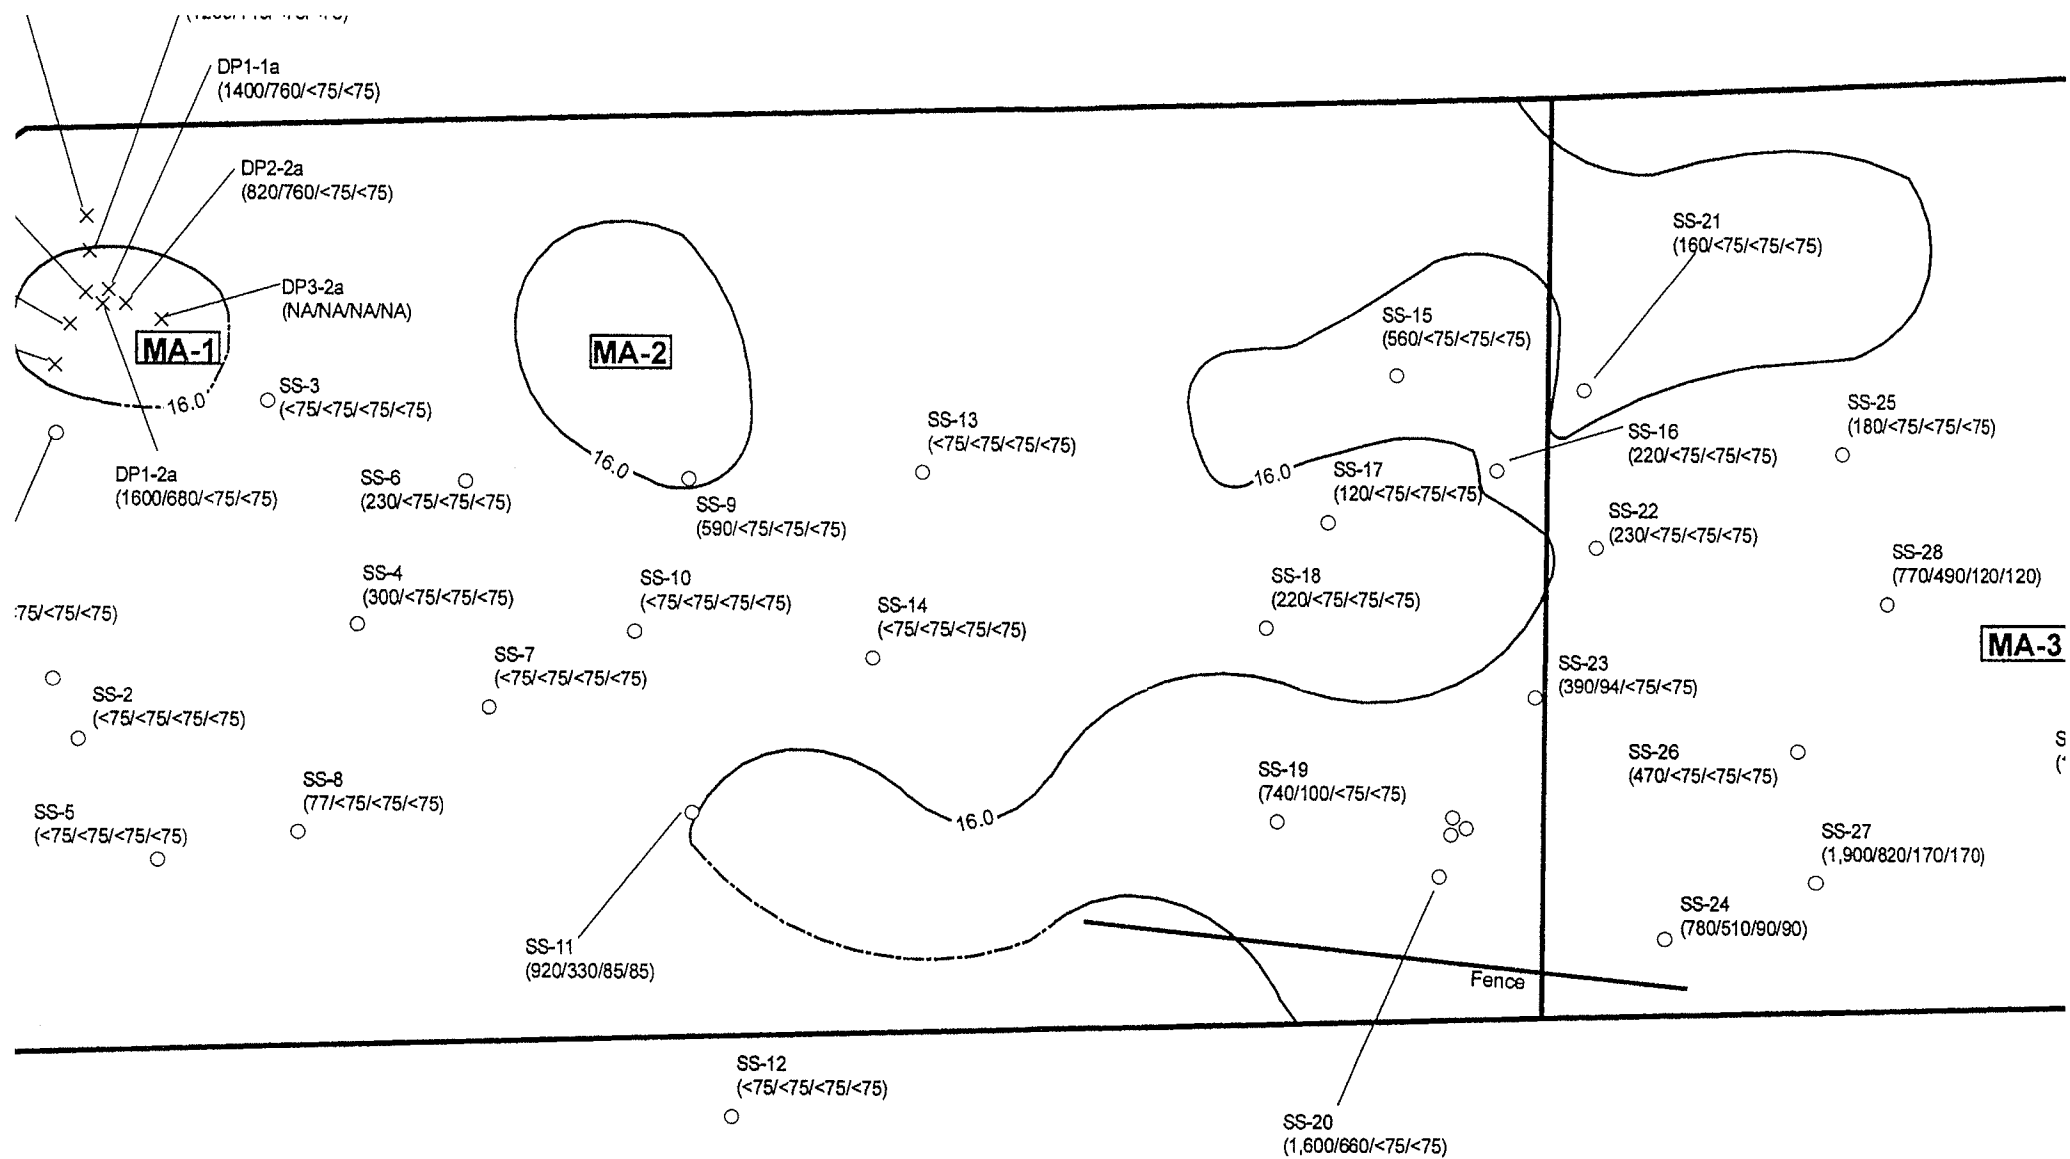 DP1-1a
(1400/760/<75/<75)
DP2-2a
(820/760/<75/<75)
DP3-2a
(NA/NA/NA/NA)
MA-1
16.0
DP1-2a
(1600/680/<75/<75)
SS-3
(<75/<75/<75/<75)
SS-6
(230/<75/<75/<75)
MA-2
16.0
SS-9
(590/<75/<75/<75)
SS-13
(<75/<75/<75/<75)
SS-15
(560/<75/<75/<75)
SS-21
(160/<75/<75/<75)
SS-25
(180/<75/<75/<75)
SS-16
(220/<75/<75/<75)
16.0
SS-17
(120/<75/<75/<75)
SS-22
(230/<75/<75/<75)
SS-28
(770/490/120/120)
SS-4
(300/<75/<75/<75)
SS-10
(<75/<75/<75/<75)
SS-14
(<75/<75/<75/<75)
SS-18
(220/<75/<75/<75)
75/<75/<75)
MA-3
SS-7
(<75/<75/<75/<75)
SS-23
(390/94/<75/<75)
SS-2
(<75/<75/<75/<75)
SS-26
(470/<75/<75/<75)
SS-8
(77/<75/<75/<75)
SS-19
(740/100/<75/<75)
16.0
SS-5
(<75/<75/<75/<75)
SS-27
(1,900/820/170/170)
SS-24
(780/510/90/90)
SS-11
(920/330/85/85)
Fence
SS-12
(<75/<75/<75/<75)
SS-20
(1,600/660/<75/<75)